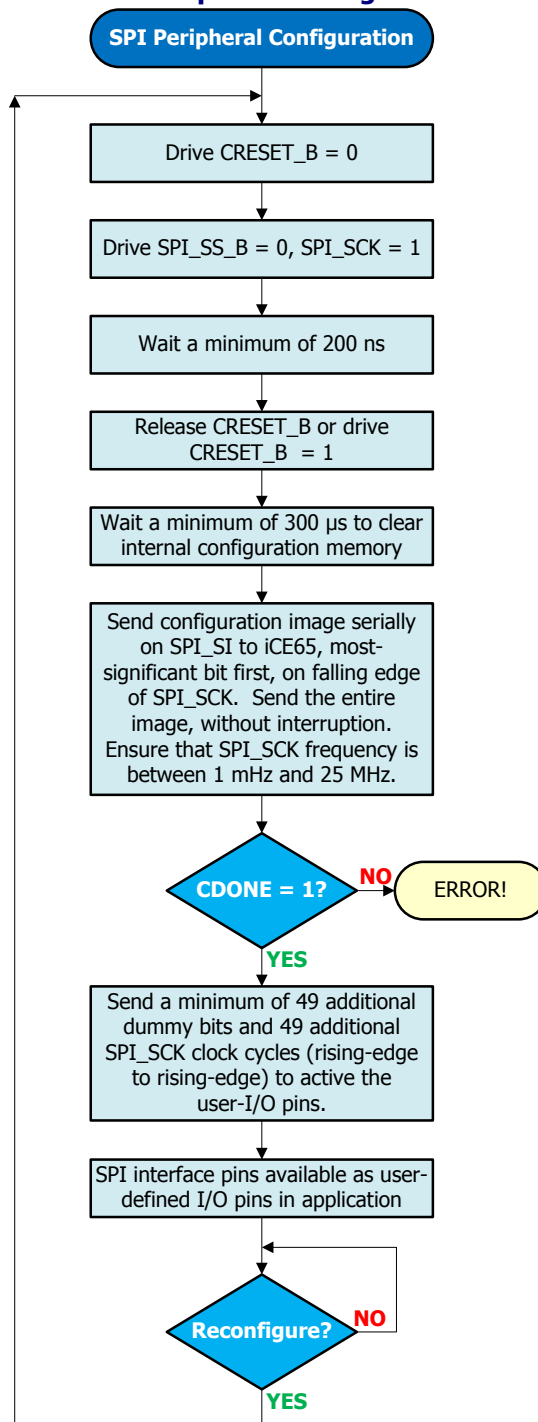 SPI Peripheral Configuration
Drive CRESET_B = 0
Drive SPI_SS_B = 0, SPI_SCK = 1
Wait a minimum of 200 ns
Release CRESET_B or drive
CRESET_B = 1
Wait a minimum of 300 µs to clear
internal configuration memory
Send configuration image serially
on SPI_SI to iCE65, most-
significant bit first, on falling edge
of SPI_SCK. Send the entire
image, without interruption.
Ensure that SPI_SCK frequency is
between 1 mHz and 25 MHz.
CDONE = 1?
NO
ERROR!
YES
Send a minimum of 49 additional
dummy bits and 49 additional
SPI_SCK clock cycles (rising-edge
to rising-edge) to active the
user-I/O pins.
SPI interface pins available as user-
defined I/O pins in application
Reconfigure?
NO
YES